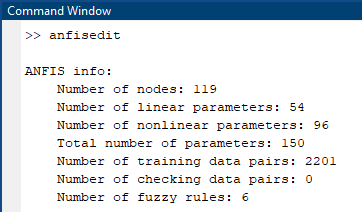 Command Window
>> anfisedit
ANFIS info:
Number of nodes: 119
Number of linear parameters: 54
Number of nonlinear parameters: 96
Total number of parameters: 150
Number of training data pairs: 2201
Number of checking data pairs: 0
Number of fuzzy rules: 6